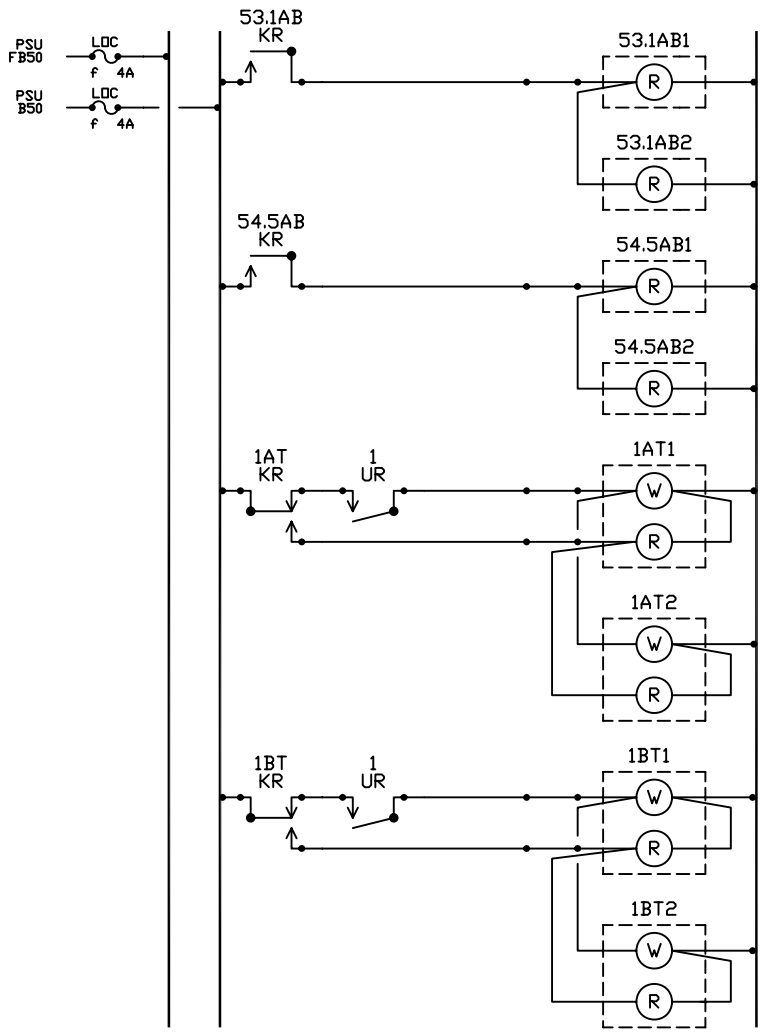 PSU
FB50
LOC
f 4A
PSU
B50
LOC
f 4A
53.1AB
KR
53.1AB1
R
53.1AB2
R
54.5AB
KR
54.5AB1
R
54.5AB2
R
1AT
KR
1
UR
1AT1
W
R
1AT2
W
R
1BT
KR
1
UR
1BT1
W
R
1BT2
W
R